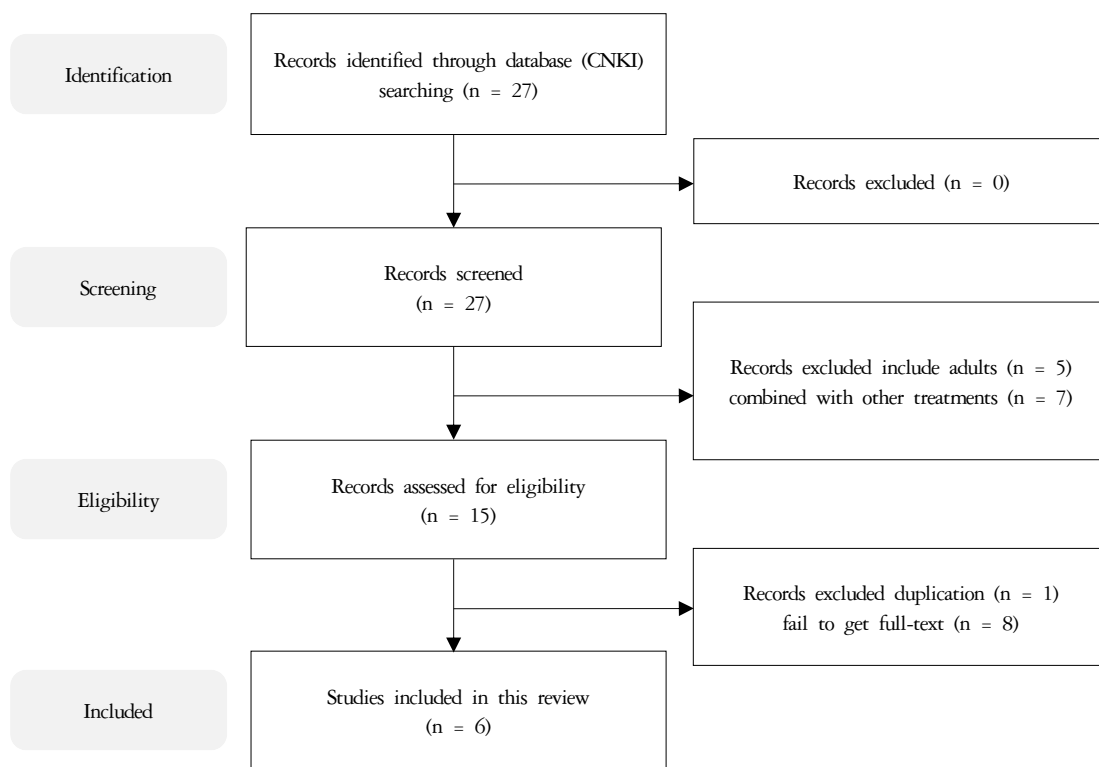 Identification
Records identified through database (CNKI)
searching (n = 27)
Records excluded (n = 0)
Screening
Records screened
(n = 27)
Records excluded include adults (n = 5)
combined with other treatments (n = 7)
Eligibility
Records assessed for eligibility
(n = 15)
Records excluded duplication (n = 1)
fail to get full-text (n = 8)
Included
Studies included in this review
(n = 6)